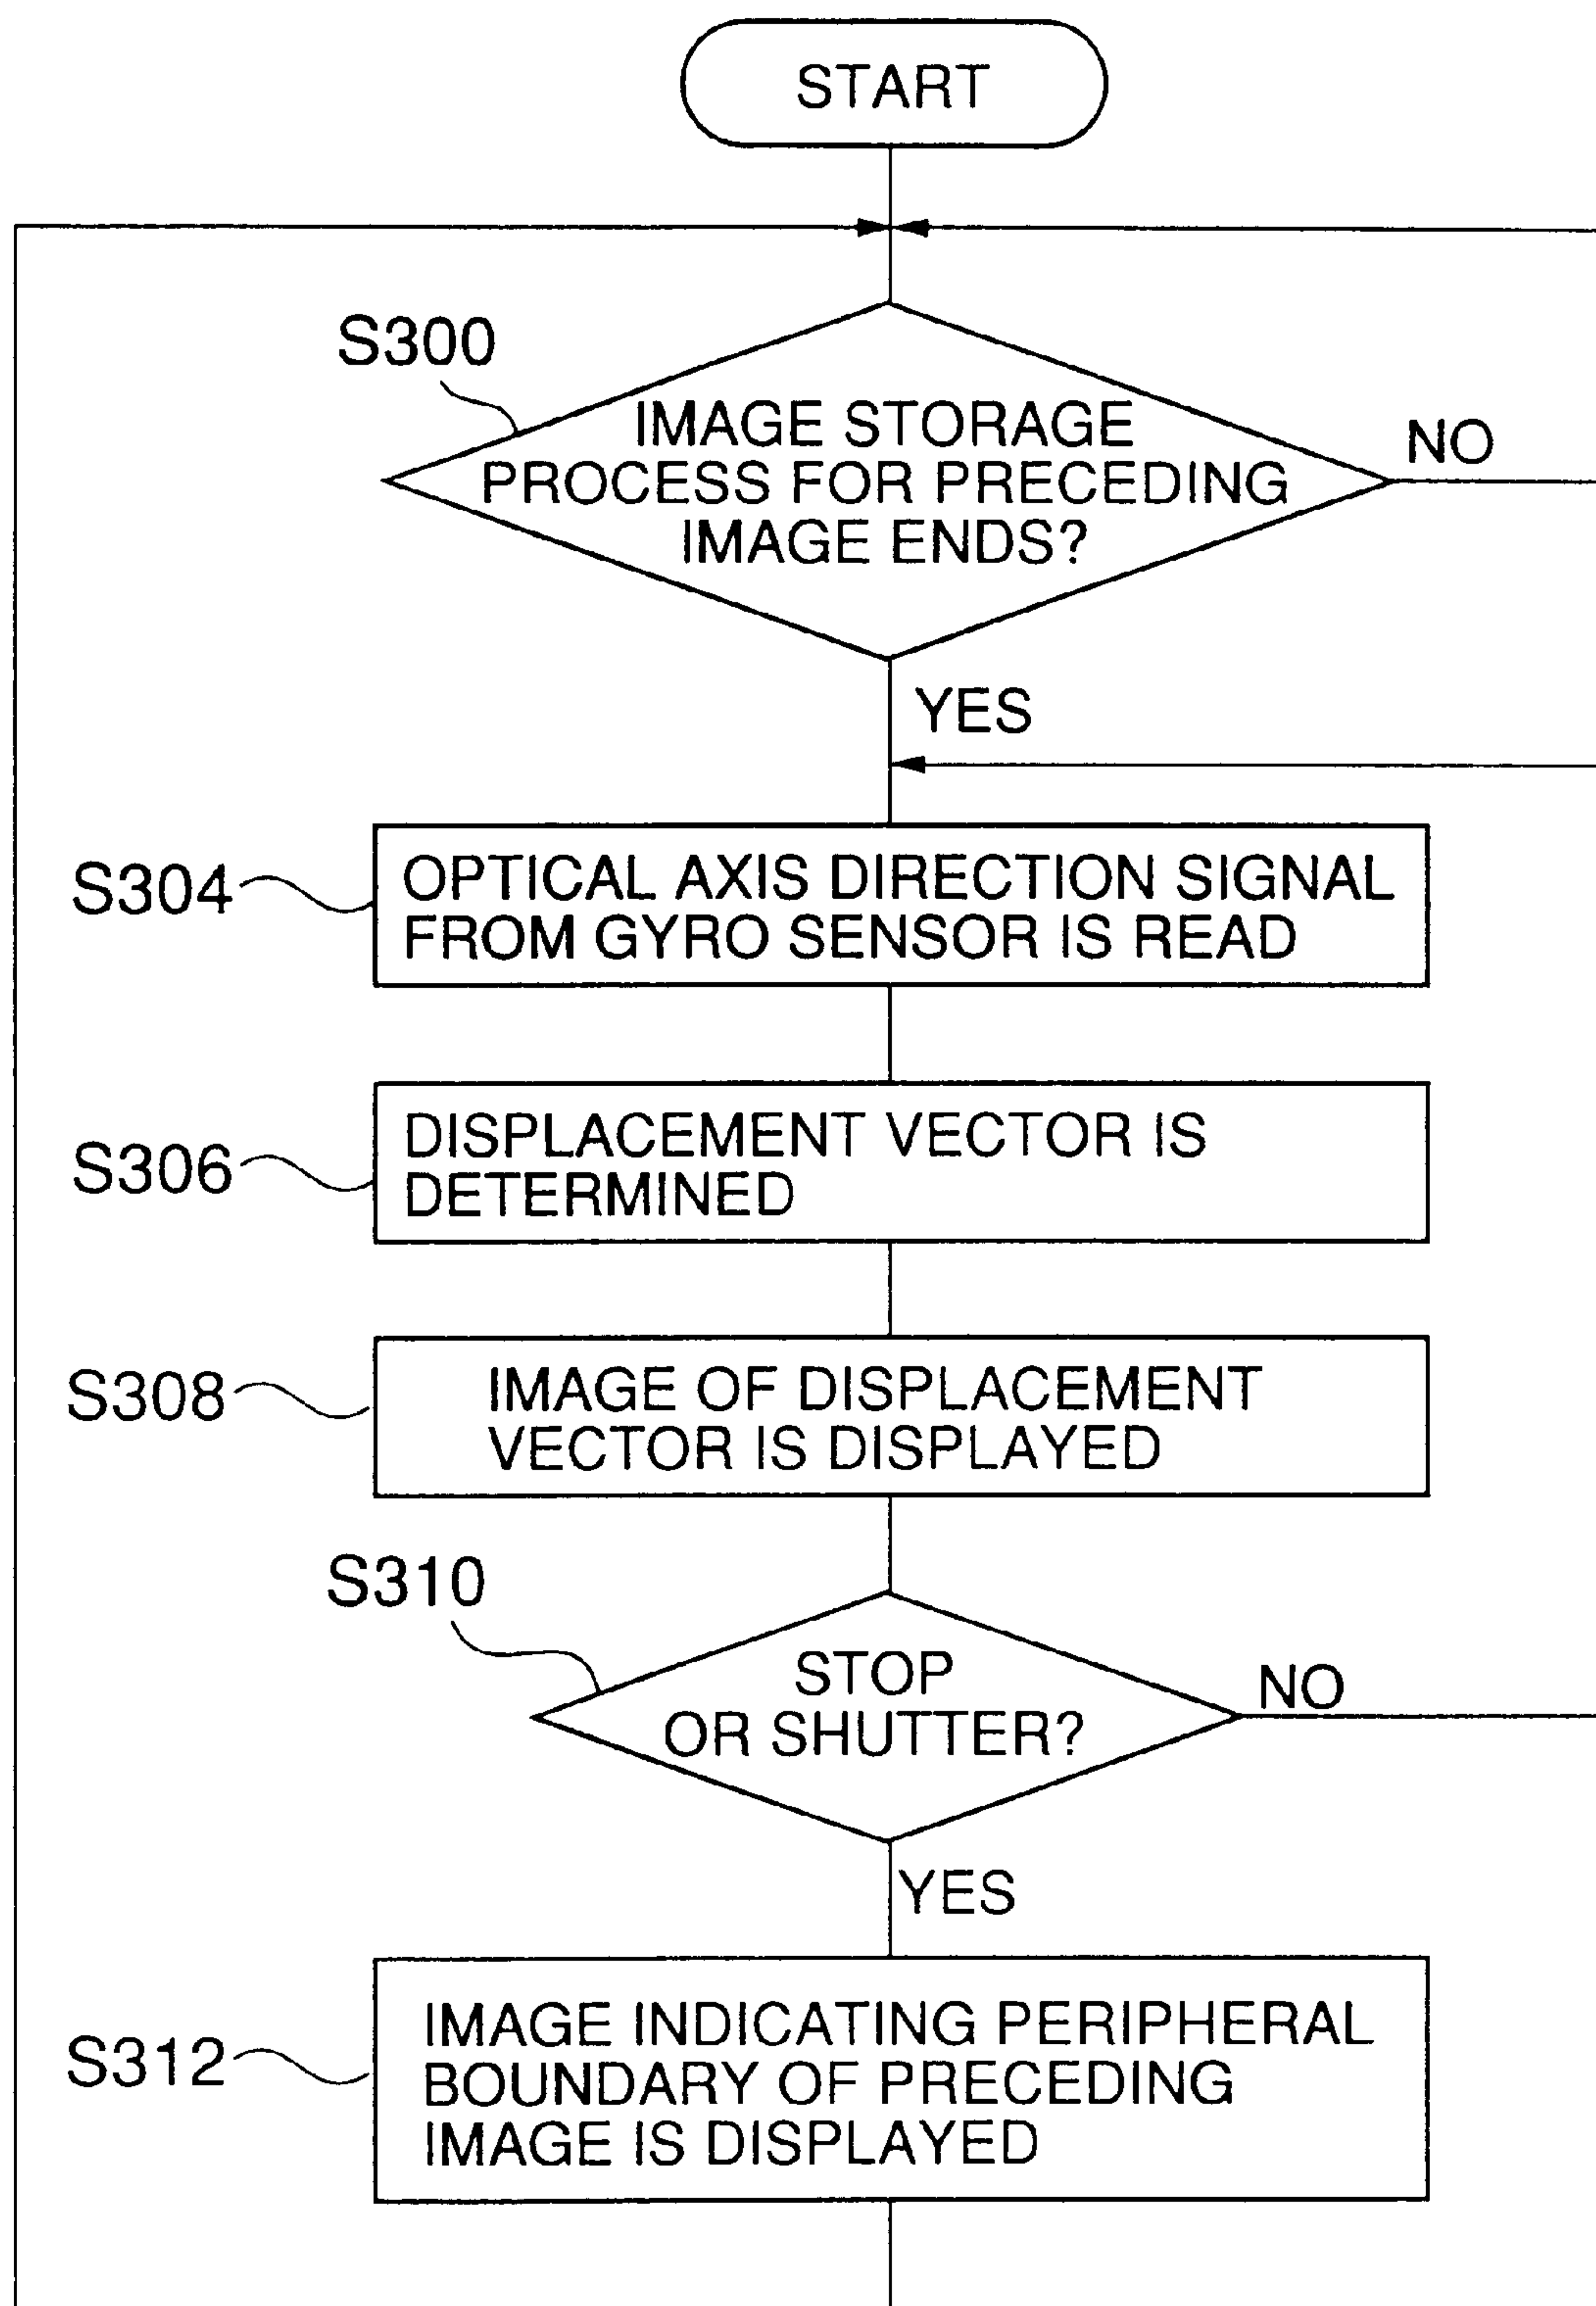 START
S300
IMAGE STORAGE
PROCESS FOR PRECEDING
IMAGE ENDS?
NO
YES
S304
OPTICAL AXIS DIRECTION SIGNAL
FROM GYRO SENSOR IS READ
S306
DISPLACEMENT VECTOR IS
DETERMINED
S308
IMAGE OF DISPLACEMENT
VECTOR IS DISPLAYED
S310
STOP
OR SHUTTER?
NO
YES
S312
IMAGE INDICATING PERIPHERAL
BOUNDARY OF PRECEDING
IMAGE IS DISPLAYED